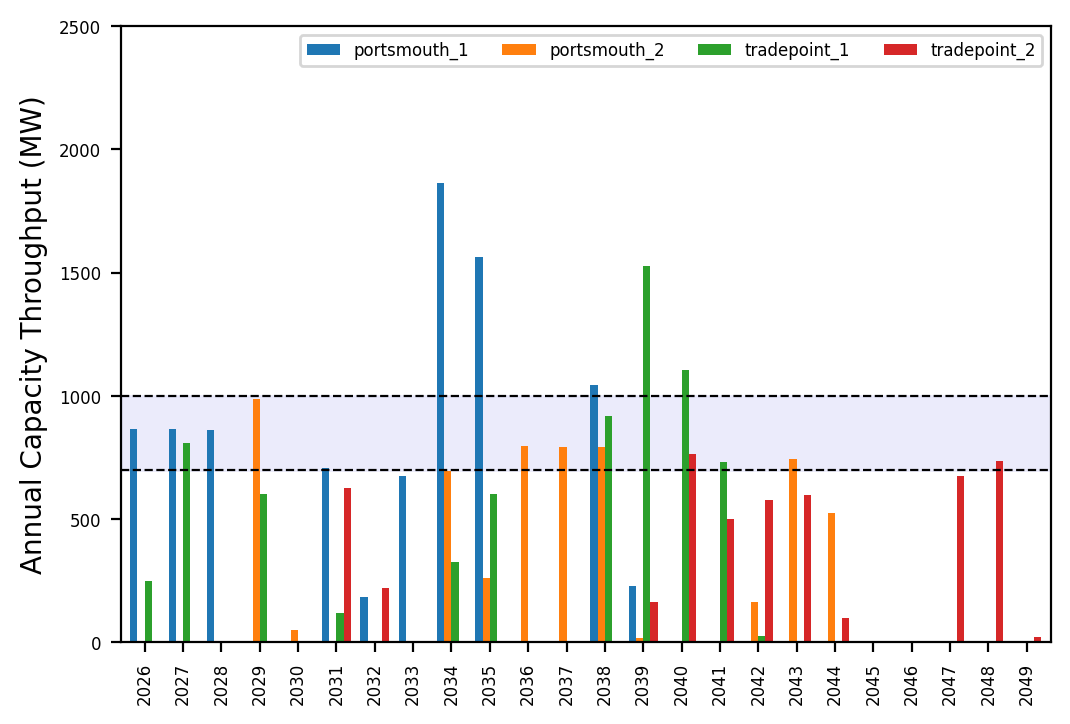 Annual Capacity Throughput (MW)
2500
2000
1500
1000
500
0
portsmouth_1 portsmouth_2 tradepoint_1 tradepoint_2
2026 2027 2028 2029 2030 2031 2032 2033 2034 2035 2036 2037 2038 2039 2040 2041 2042 2043 2044 2045 2046 2047 2048 2049